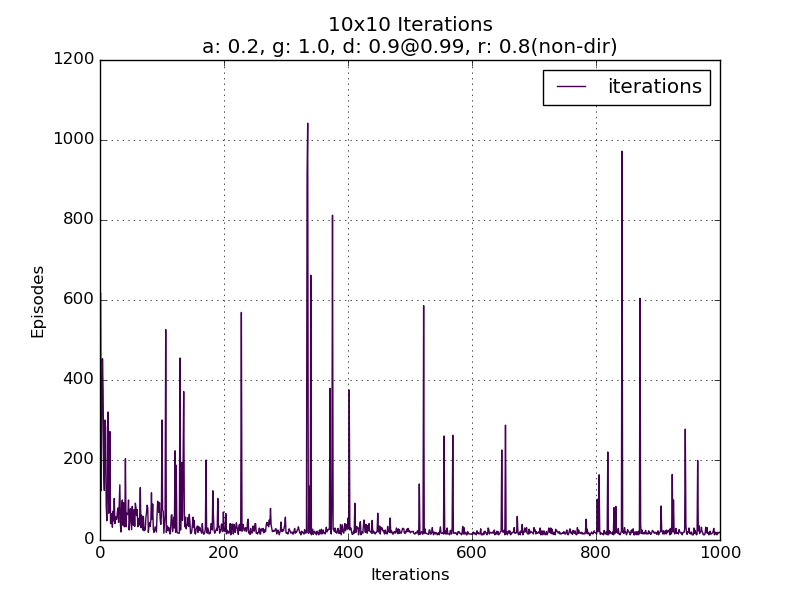 10x10 Iterations
a: 0.2, g: 1.0, d: 0.9@0.99, r: 0.8(non-dir)
iterations
1200
1000
800
600
400
200
0
Episodes
0 200 400 600 800 1000
Iterations